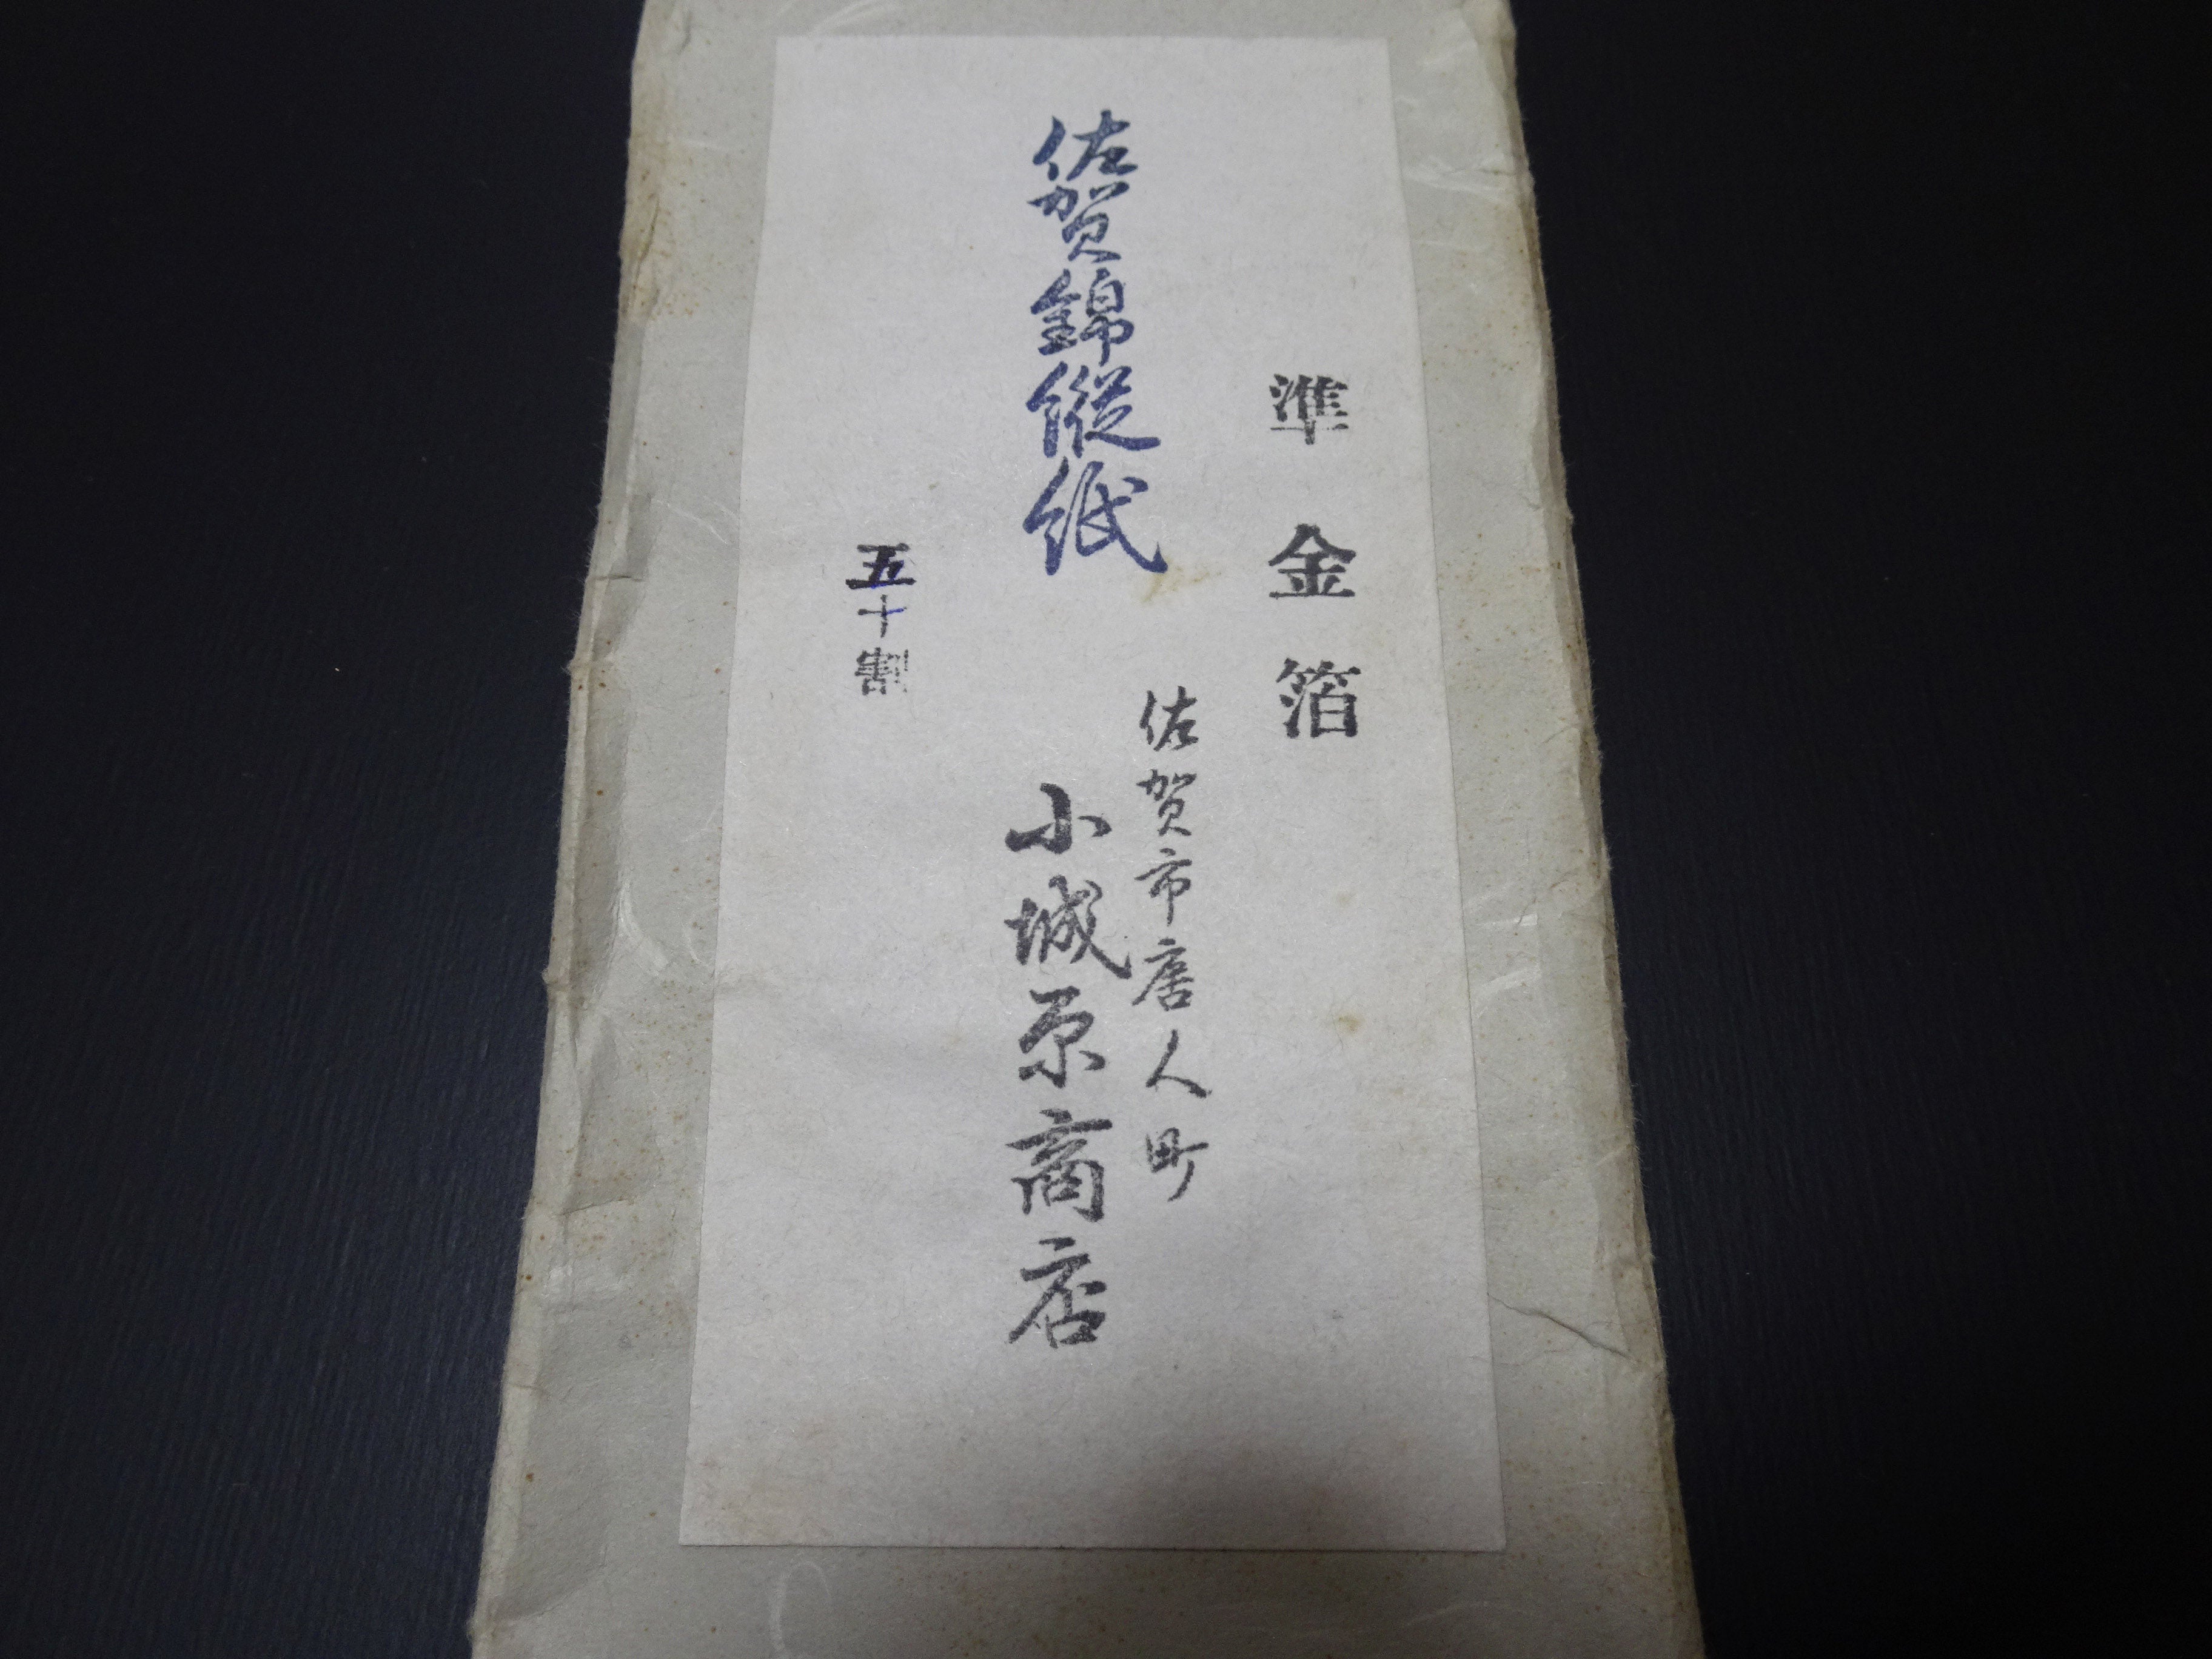 準金箔
佐賀錦縦紙
佐賀市唐人町
小城原商店
五十割